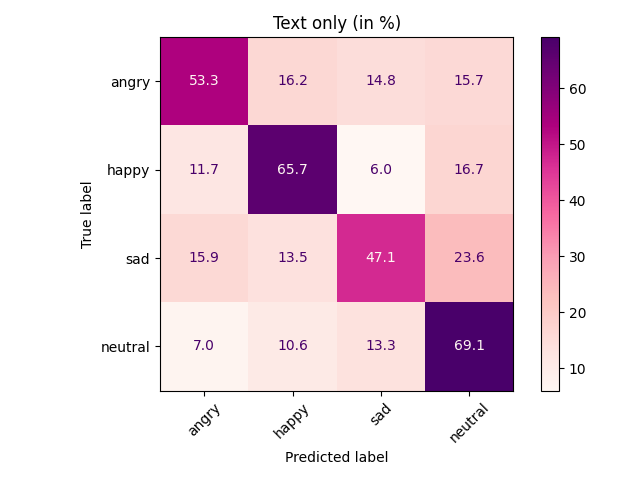 Text only (in %)
angry 53.3 16.2 14.8 15.7 60
happy 11.7 65.7 6.0 16.7 50
40
True label
sad 15.9 13.5 47.1 23.6 30
20
neutral 7.0 10.6 13.3 69.1 10
angry happy sad neutral
Predicted label